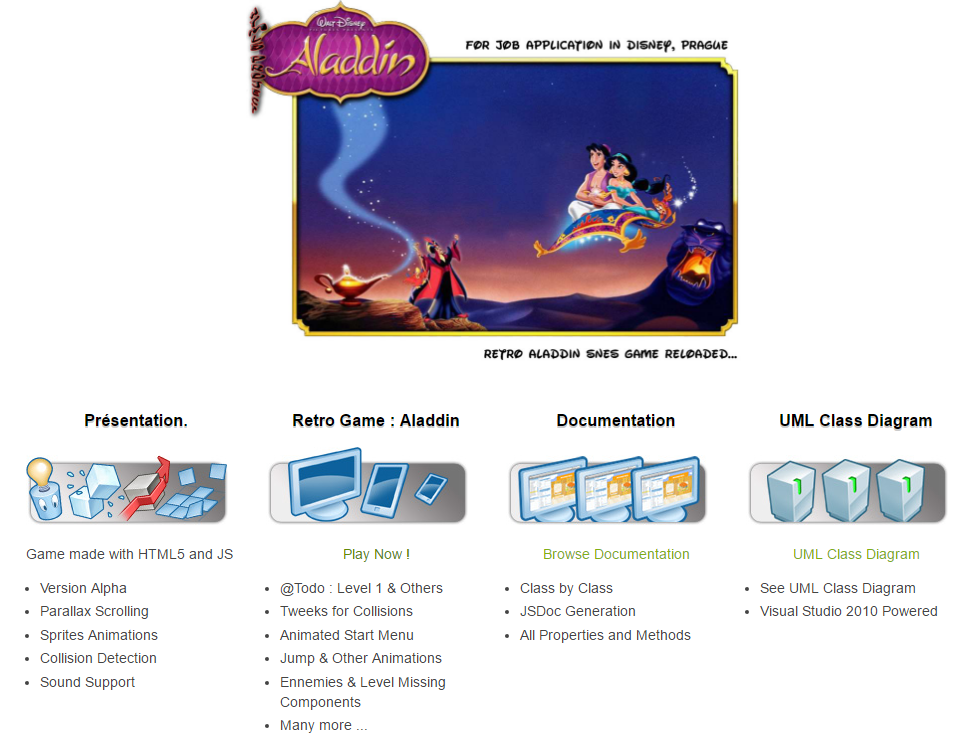 WALT DISNEY
PICTURES PRESENTS
Aladdin
FOR JOB APPLICATION IN DISNEY, PRAGUE
RETRO ALADDIN SNES GAME RELOADED...
Présentation.
Game made with HTML5 and JS
Version Alpha
Parallax Scrolling
Sprites Animations
Collision Detection
Sound Support
Retro Game : Aladdin
Play Now !
@Todo : Level 1 & Others
Tweeks for Collisions
Animated Start Menu
Jump & Other Animations
Ennemies & Level Missing
Components
Many more ...
Documentation
Browse Documentation
Class by Class
JSDoc Generation
All Properties and Methods
UML Class Diagram
UML Class Diagram
See UML Class Diagram
Visual Studio 2010 Powered